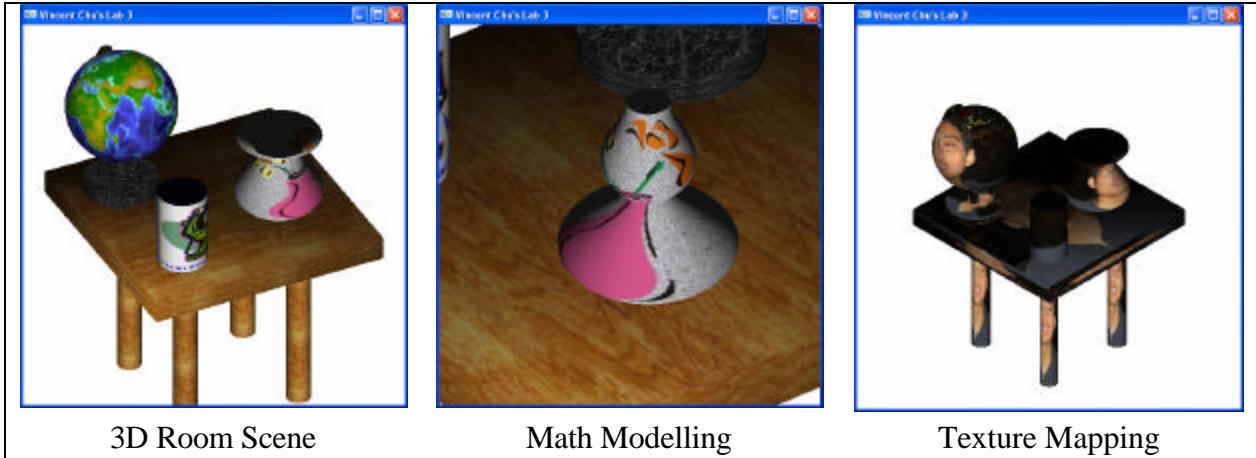 Vincent Chu's Lab 3
Vincent Chu's Lab 3
Vincent Chu's Lab 3
3D Room Scene
Math Modelling
Texture Mapping